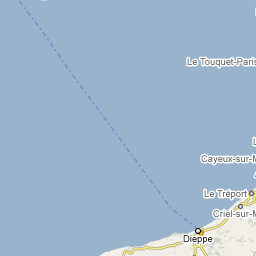 Le Touquet-Paris
L
Cayeux-sur-M
A
Le Tréport
Criel-sur-M
Dieppe